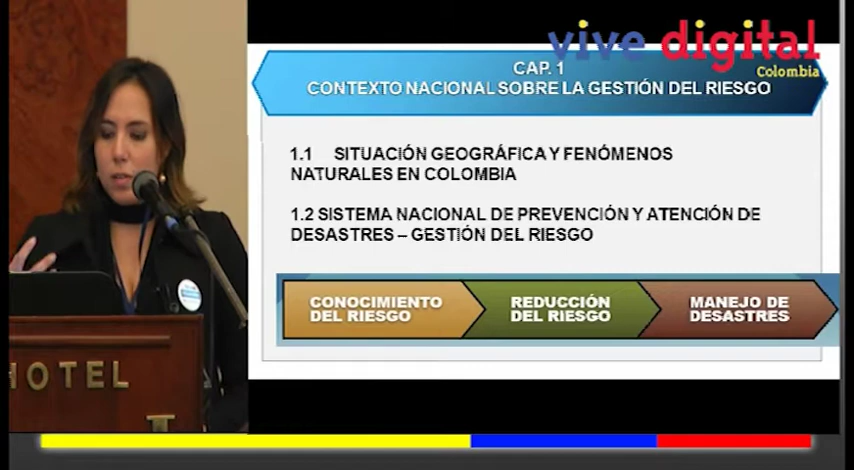 vive digital
Colombia
CAP. 1
CONTEXTO NACIONAL SOBRE LA GESTIÓN DEL RIESGO
1.1 SITUACIÓN GEOGRÁFICA Y FENÓMENOS
NATURALES EN COLOMBIA
1.2 SISTEMA NACIONAL DE PREVENCIÓN Y ATENCIÓN DE
DESASTRES – GESTIÓN DEL RIESGO
CONOCIMIENTO
DEL RIESGO
REDUCCIÓN
DEL RIESGO
MANEJO DE
DESASTRES
HOTEL